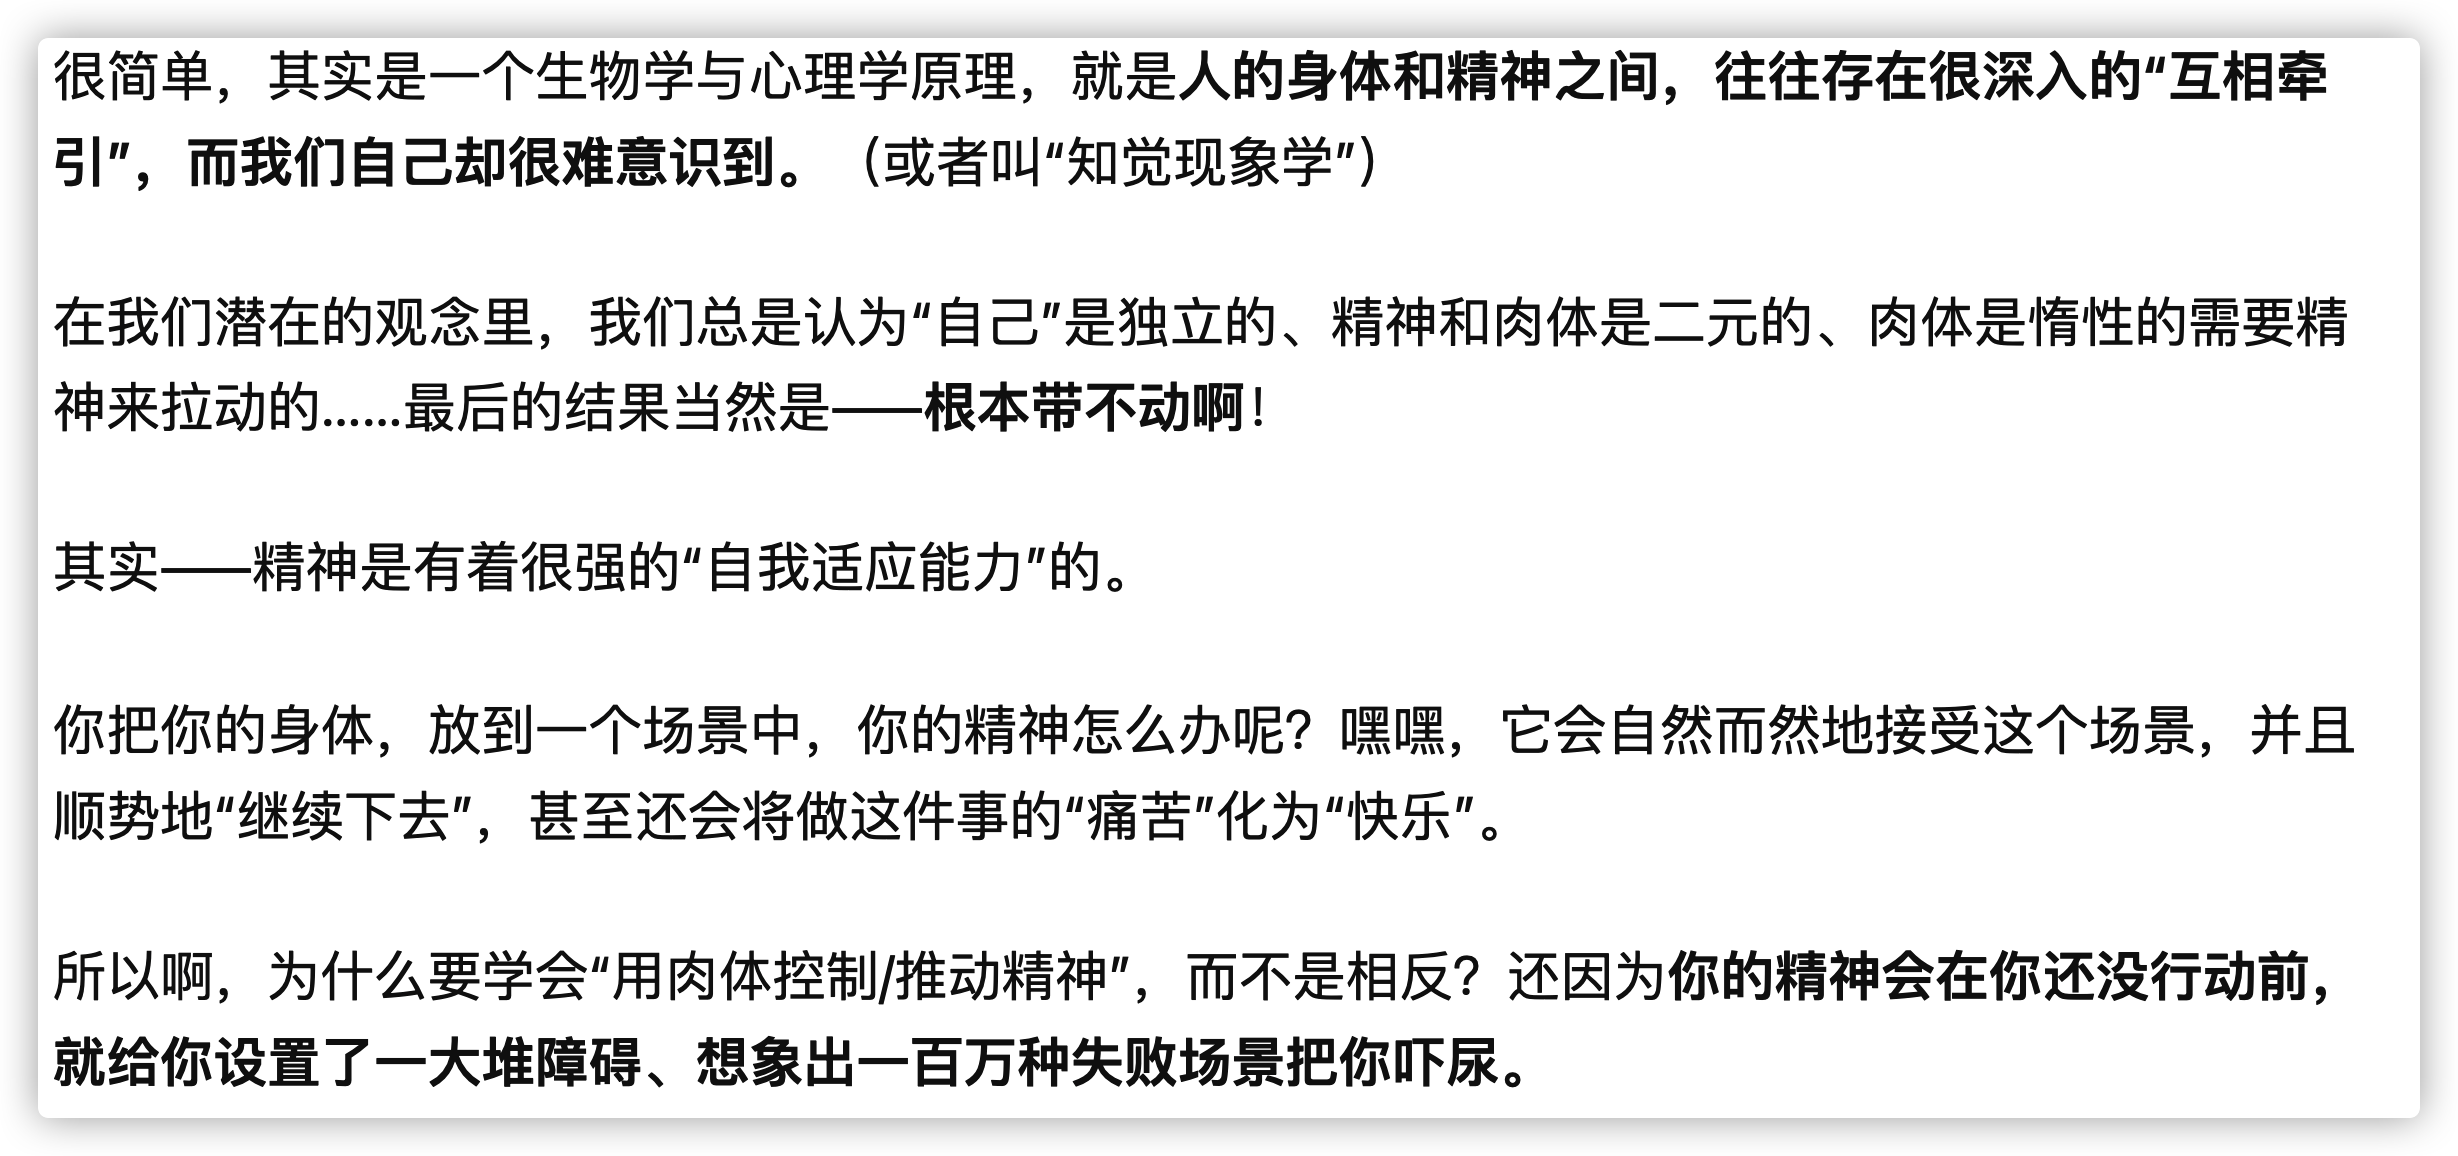 很简单，其实是一个生物学与心理学原理，就是人的身体和精神之间，往往存在很深入的“互相牵
引”，而我们自己却很难意识到。（或者叫“知觉现象学”）
在我们潜在的观念里，我们总是认为“自己”是独立的、精神和肉体是二元的、肉体是惰性的需要精
神来拉动的……最后的结果当然是——根本带不动啊！
其实——精神是有着很强的“自我适应能力”的。
你把你的身体，放到一个场景中，你的精神怎么办呢？嘿嘿，它会自然而然地接受这个场景，并且
顺势地“继续下去”，甚至还会将做这件事的“痛苦”化为“快乐”。
所以啊，为什么要学会“用肉体控制/推动精神”，而不是相反？还因为你的精神会在你还没行动前，
就给你设置了一大堆障碍、想象出一百万种失败场景把你吓尿。